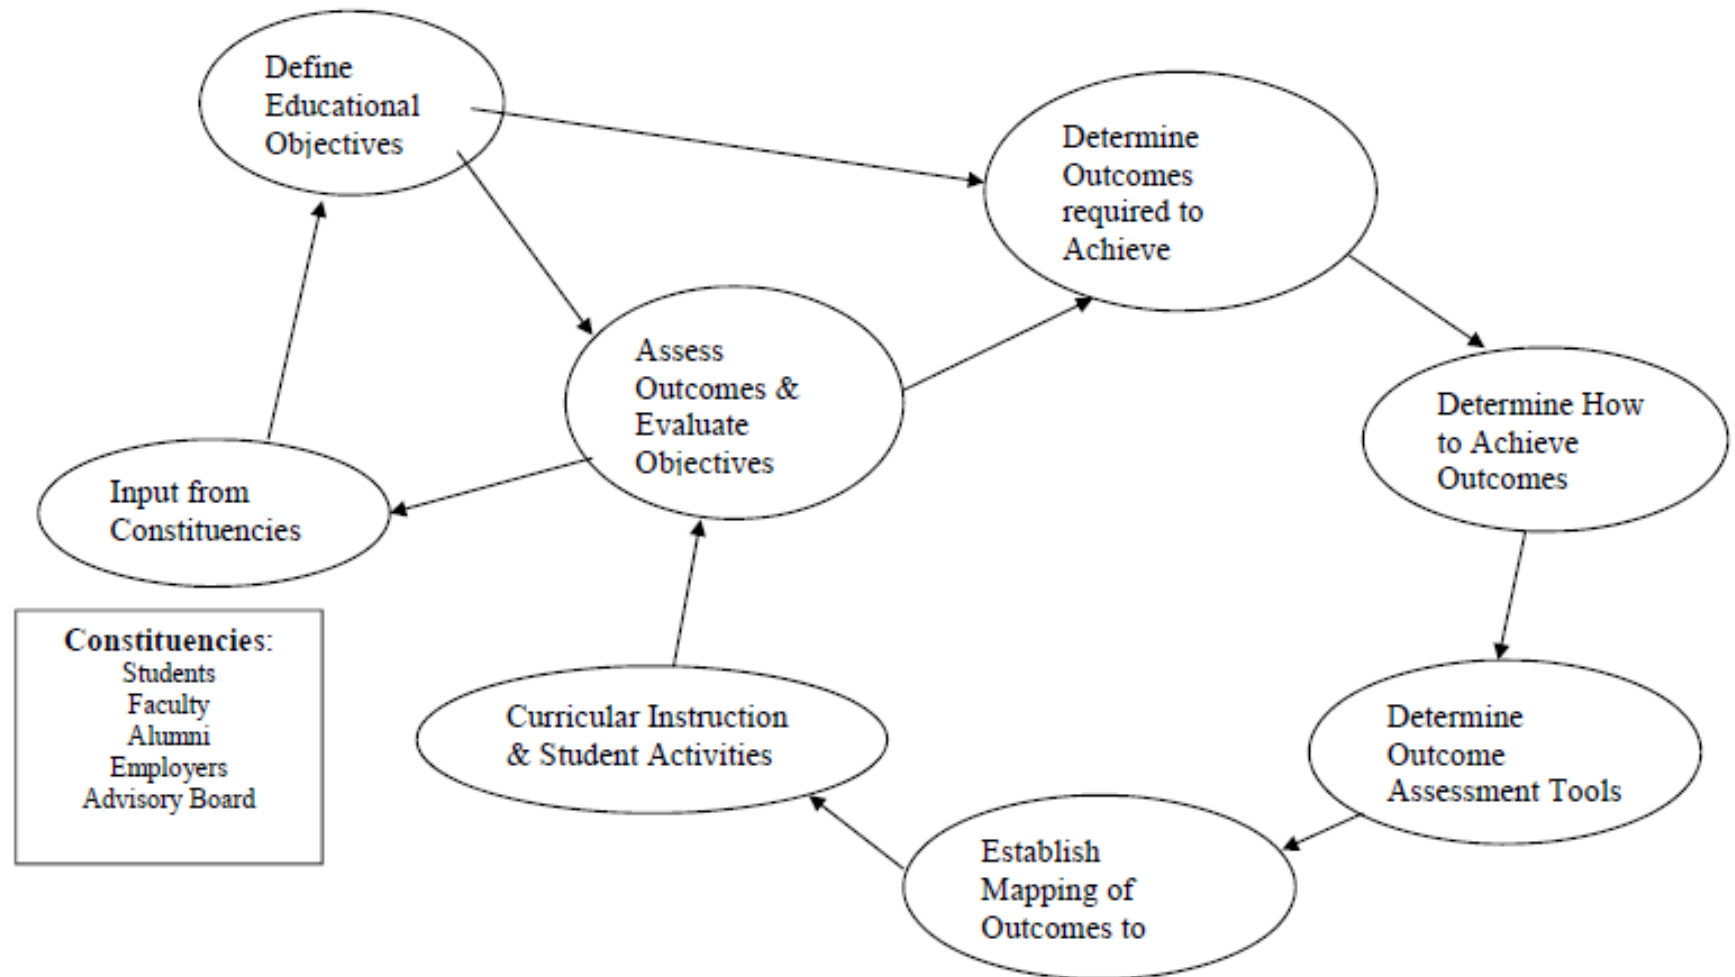 Define
Educational
Objectives
Determine
Outcomes
required to
Achieve
Assess
Outcomes &
Evaluate
Objectives
Determine How
to Achieve
Outcomes
Input from
Constituencies
Constituencies:
Students
Faculty
Alumni
Employers
Advisory Board
Curricular Instruction
& Student Activities
Determine
Outcome
Assessment Tools
Establish
Mapping of
Outcomes to